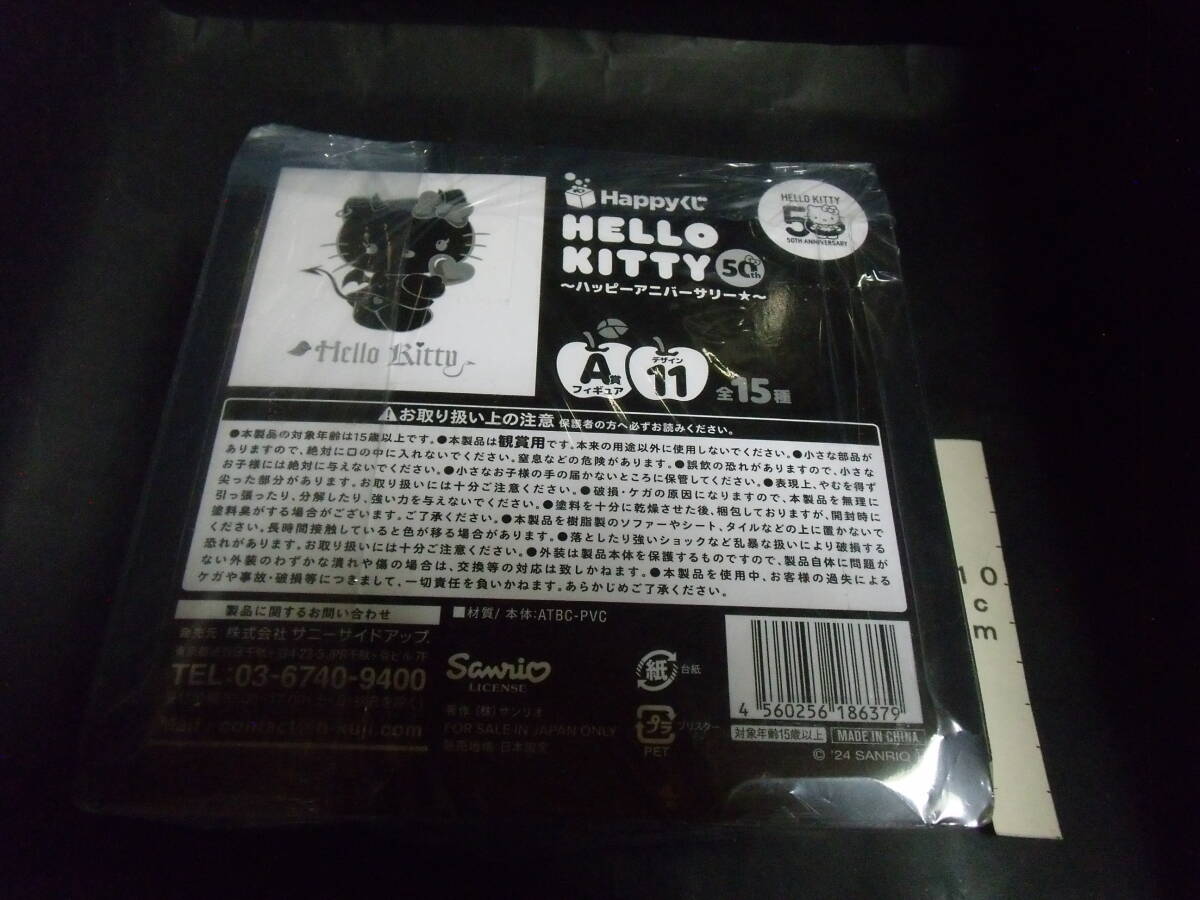 Happyくじ
HELLO
KITTY 50th
〜ハッピーアニバーサリー★〜
HELLO KITTY
50
50TH ANNIVERSARY
Hello Kitty
A賞
フィギュア
デザイン
11
全15種
⚠お取り扱い上の注意 保護者の方へ必ずお読みください。
●本製品の対象年齢は15歳以上です。●本製品は観賞用です。本来の用途以外に使用しないでください。●小さな部品が
ありますので、絶対に口の中に入れないでください。窒息などの危険があります。●誤飲の恐れがありますので、小さな
お子様には絶対に与えないでください。●小さなお子様の手の届かないところに保管してください。●表現上、やむを得ず
尖った部分があります。お取り扱いには十分ご注意ください。●破損・ケガの原因になりますので、本製品を無理に
引っ張ったり、分解したり、強い力を与えないでください。●塗料を十分に乾燥させた後、梱包しておりますが、開封時に
塗料臭がする場合がございます。ご了承ください。●本製品を樹脂製のソファーやシート、タイルなどの上に置かないで
ください。長時間接触していると色が移る場合があります。●落としたり強いショックなど乱暴な扱いにより破損する
恐れがあります。お取り扱いには十分ご注意ください。●外装は製品本体を保護するものですので、製品自体に問題が
ない外装のわずかな潰れや傷の場合は、交換等の対応は致しかねます。●本製品を使用中、お客様の過失による
ケガや事故・破損等につきまして、一切責任を負いかねます。あらかじめご了承ください。
製品に関するお問い合わせ
発売元 株式会社 サニーサイドアップ
TEL:03-6740-9400
■材質/ 本体:ATBC-PVC
Sanrio
LICENSE
著作 (株) サンリオ
FOR SALE IN JAPAN ONLY
販売地域 日本国内
紙 台紙
プラ ブリスター
PET
4 560256 186379
対象年齢15歳以上 MADE IN CHINA
© '24 SANRIO
10
cm